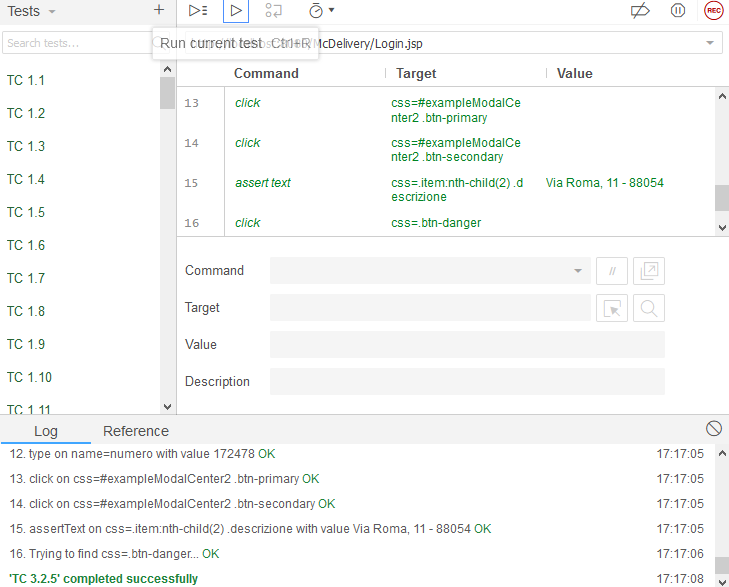 Tests
REC
Search tests...
Run current test Ctrl+R
McDelivery/Login.jsp
Command Target Value
13 click css=#exampleModalCe
nter2 .btn-primary
14 click css=#exampleModalCe
nter2 .btn-secondary
15 assert text css=.item:nth-child(2) .d Via Roma, 11 - 88054
escrizione
16 click css=.btn-danger
TC 1.1
TC 1.2
TC 1.3
TC 1.4
TC 1.5
TC 1.6
TC 1.7
TC 1.8
TC 1.9
TC 1.10
TC 1.11
Command //
Target
Value
Description
Log Reference
12. type on name=numero with value 172478 OK 17:17:05
13. click on css=#exampleModalCenter2 .btn-primary OK 17:17:05
14. click on css=#exampleModalCenter2 .btn-secondary OK 17:17:05
15. assertText on css=.item:nth-child(2) .descrizione with value Via Roma, 11 - 88054 OK 17:17:05
16. Trying to find css=.btn-danger... OK 17:17:06
'TC 3.2.5' completed successfully 17:17:08